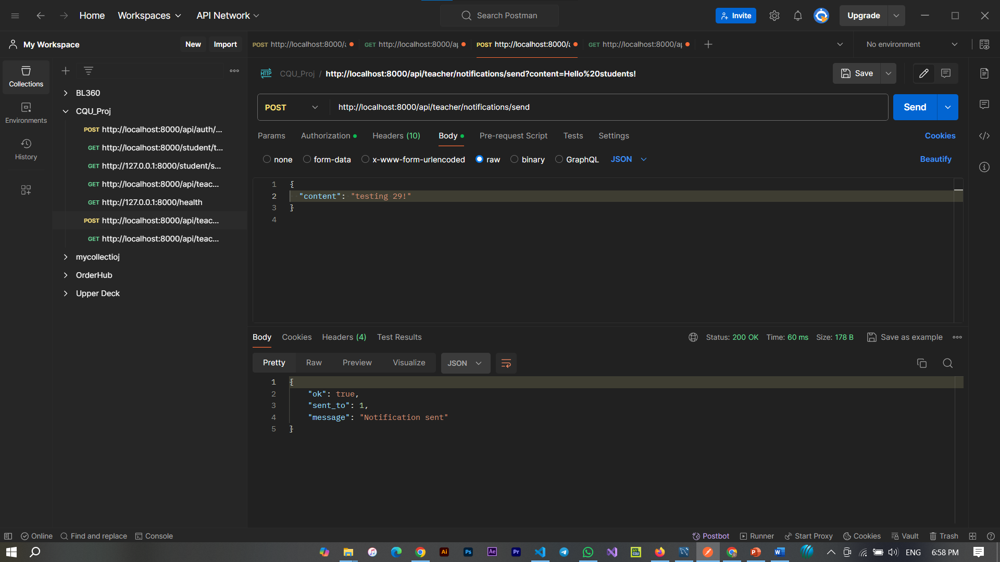 Home
Workspaces
API Network
Search Postman
Invite
Upgrade
My Workspace
New
Import
POST http://localhost:8000/a
GET http://localhost:8000/ap
POST http://localhost:8000/a
GET http://localhost:8000/ap
No environment
Collections
Environments
History
BL360
CQU_Proj
POST http://localhost:8000/api/auth/...
GET http://localhost:8000/student/t...
GET http://127.0.0.1:8000/student/s...
GET http://localhost:8000/api/teac...
GET http://127.0.0.1:8000/health
POST http://localhost:8000/api/teac...
GET http://localhost:8000/api/teac...
mycollectioj
OrderHub
Upper Deck
HTTP CQU_Proj / http://localhost:8000/api/teacher/notifications/send?content=Hello%20students!
Save
POST
http://localhost:8000/api/teacher/notifications/send
Send
Params
Authorization
Headers (10)
Body
Pre-request Script
Tests
Settings
Cookies
none
form-data
x-www-form-urlencoded
raw
binary
GraphQL
JSON
Beautify
1 {
2 "content": "testing 29!"
3 }
4
Body
Cookies
Headers (4)
Test Results
Status: 200 OK
Time: 60 ms
Size: 178 B
Save as example
Pretty
Raw
Preview
Visualize
JSON
1 {
2 "ok": true,
3 "sent_to": 1,
4 "message": "Notification sent"
5 }
Online
Find and replace
Console
Postbot
Runner
Start Proxy
Cookies
Vault
Trash
Ai
Ps
Ae
Pr
MY CQU
ENG
6:58 PM